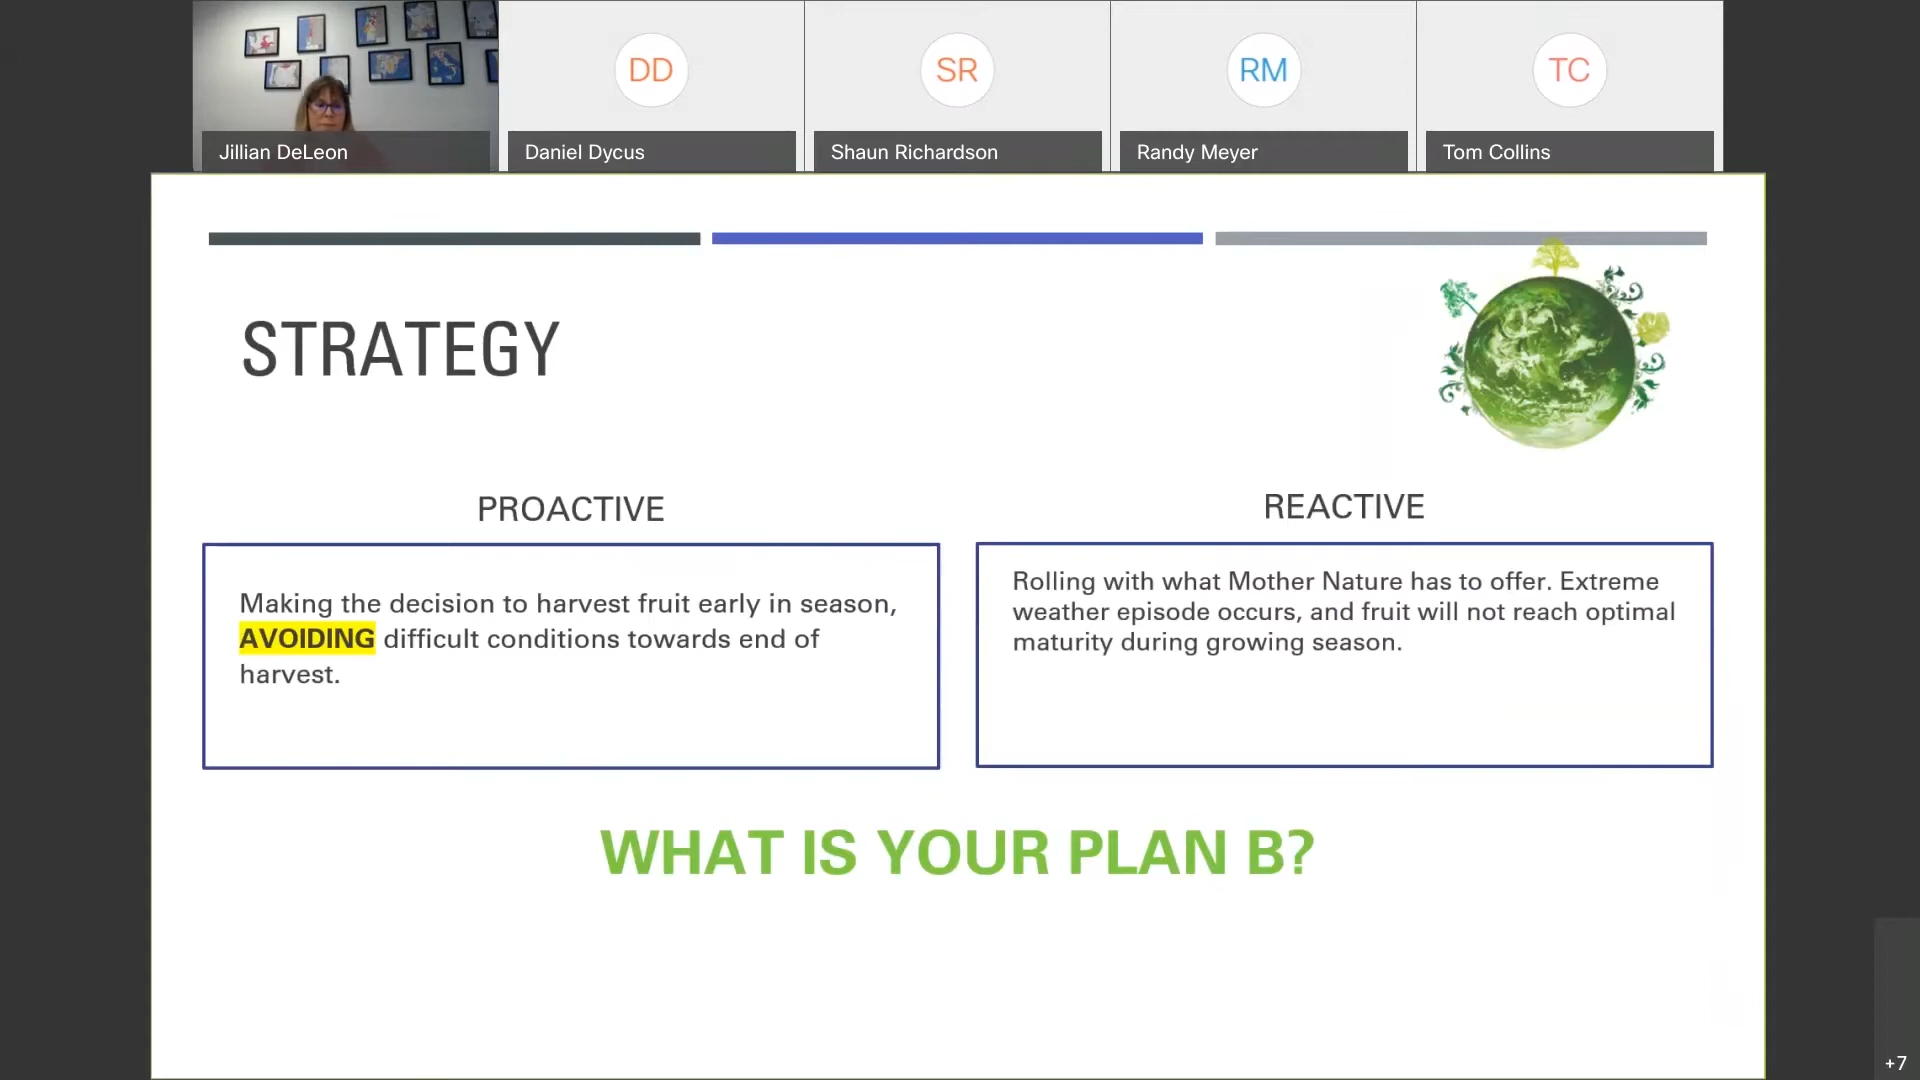 DD
SR
RM
TC
Jillian DeLeon
Daniel Dycus
Shaun Richardson
Randy Meyer
Tom Collins
STRATEGY
PROACTIVE
Making the decision to harvest fruit early in season,
AVOIDING difficult conditions towards end of
harvest.
REACTIVE
Rolling with what Mother Nature has to offer. Extreme
weather episode occurs, and fruit will not reach optimal
maturity during growing season.
WHAT IS YOUR PLAN B?
+7